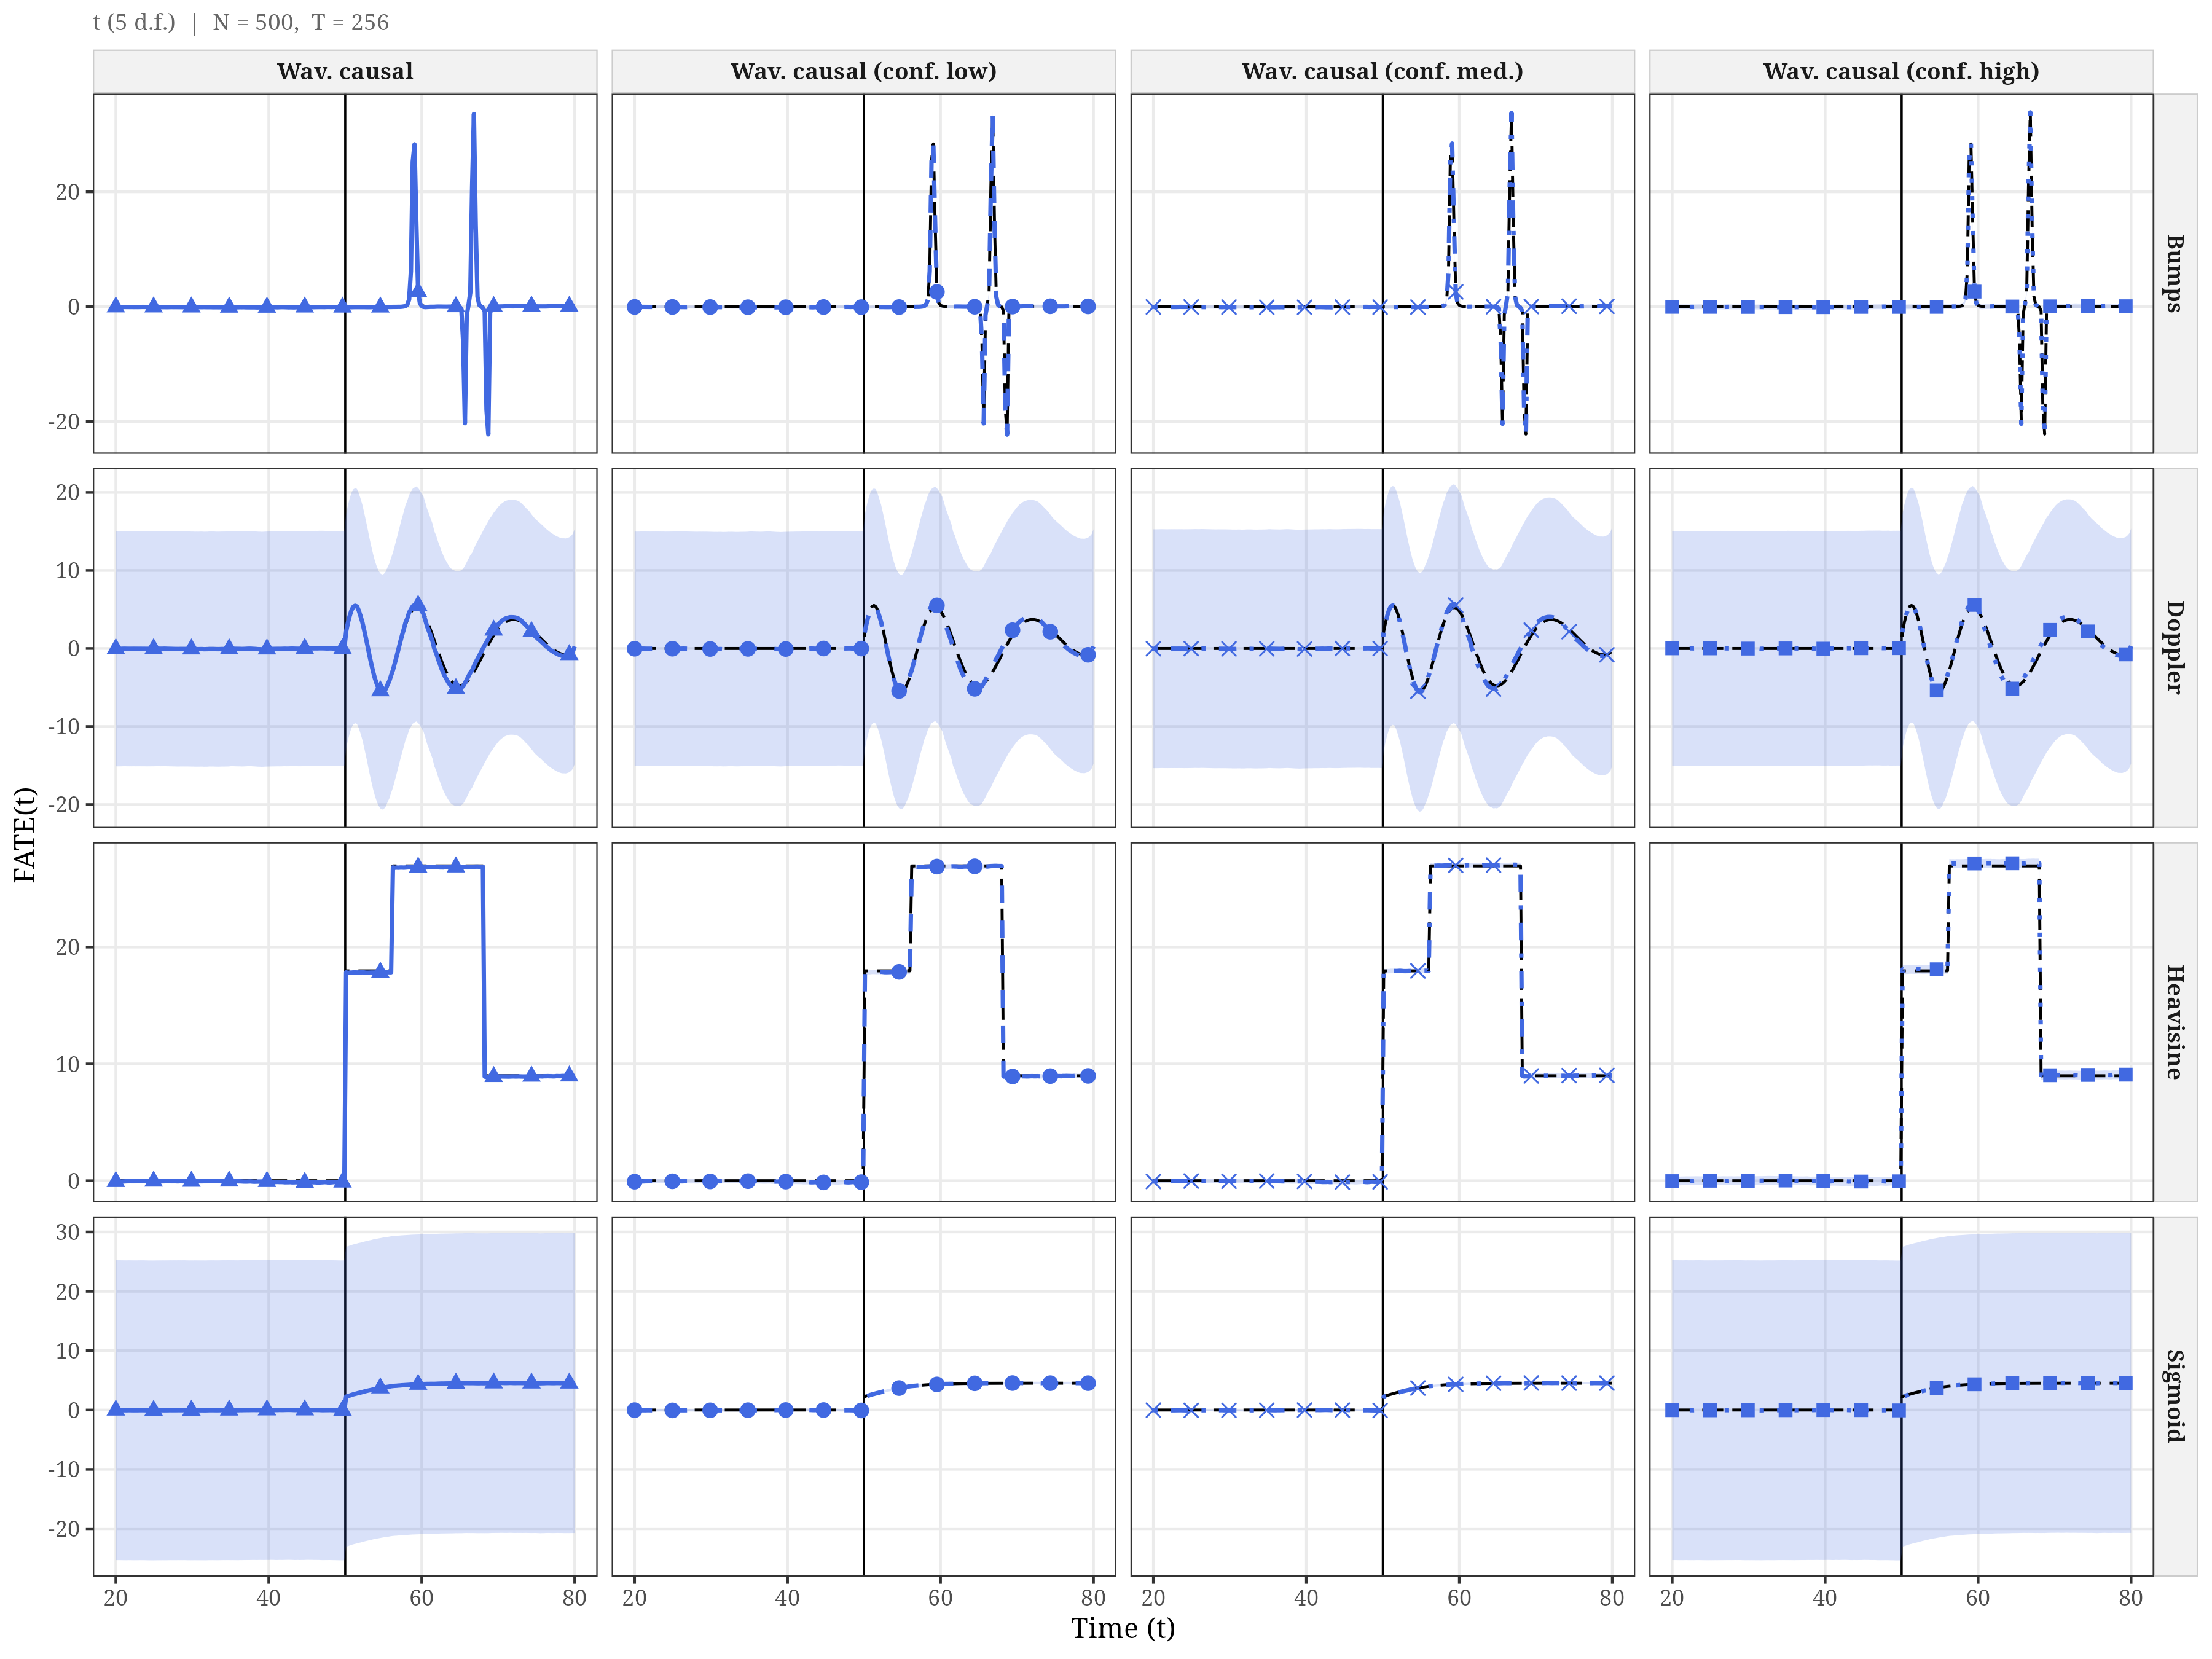 t (5 d.f.) | N = 500, T = 256
Wav. causal
Wav. causal (conf. low)
Wav. causal (conf. med.)
Wav. causal (conf. high)
20
0
-20
Bumps
20
10
0
-10
-20
Doppler
20
10
0
Heavisine
30
20
10
0
-10
-20
Sigmoid
FATE(t)
20 40 60 80
20 40 60 80
20 40 60 80
20 40 60 80
Time (t)